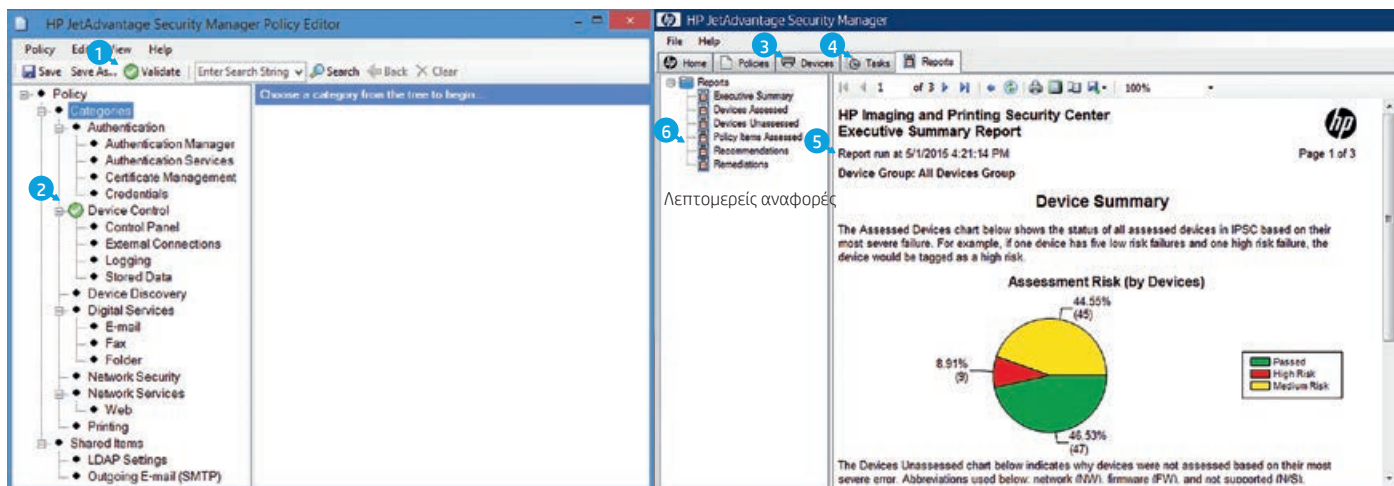 HP JetAdvantage Security Manager Policy Editor
Policy Edit View Help
1
Save Save As... Validate Enter Search String Search Back Clear
Policy
Choose a category from the tree to begin...
Categories
Authentication
Authentication Manager
Authentication Services
Certificate Management
Credentials
2
Device Control
Control Panel
External Connections
Logging
Stored Data
Device Discovery
Digital Services
E-mail
Fax
Folder
Network Security
Network Services
Web
Printing
Shared Items
LDAP Settings
Outgoing E-mail (SMTP)
HP JetAdvantage Security Manager
File Help
3
4
Home Policies Devices Tasks Reports
Reports
Executive Summary
Devices Assessed
Devices Unassessed
6
Policy Items Assessed
Recommendations
Remediations
Λεπτομερείς αναφορές
1 of 3 100%
HP Imaging and Printing Security Center
Executive Summary Report
hp
5
Report run at 5/1/2015 4:21:14 PM
Page 1 of 3
Device Group: All Devices Group
Device Summary
The Assessed Devices chart below shows the status of all assessed devices in IPSC based on their
most severe failure. For example, if one device has five low risk failures and one high risk failure, the
device would be tagged as a high risk.
Assessment Risk (by Devices)
44.55%
(45)
8.91%
(9)
Passed
High Risk
Medium Risk
46.53%
(47)
The Devices Unassessed chart below indicates why devices were not assessed based on their most
severe error. Abbreviations used below: network (NW), firmware (FW), and not supported (N/S).